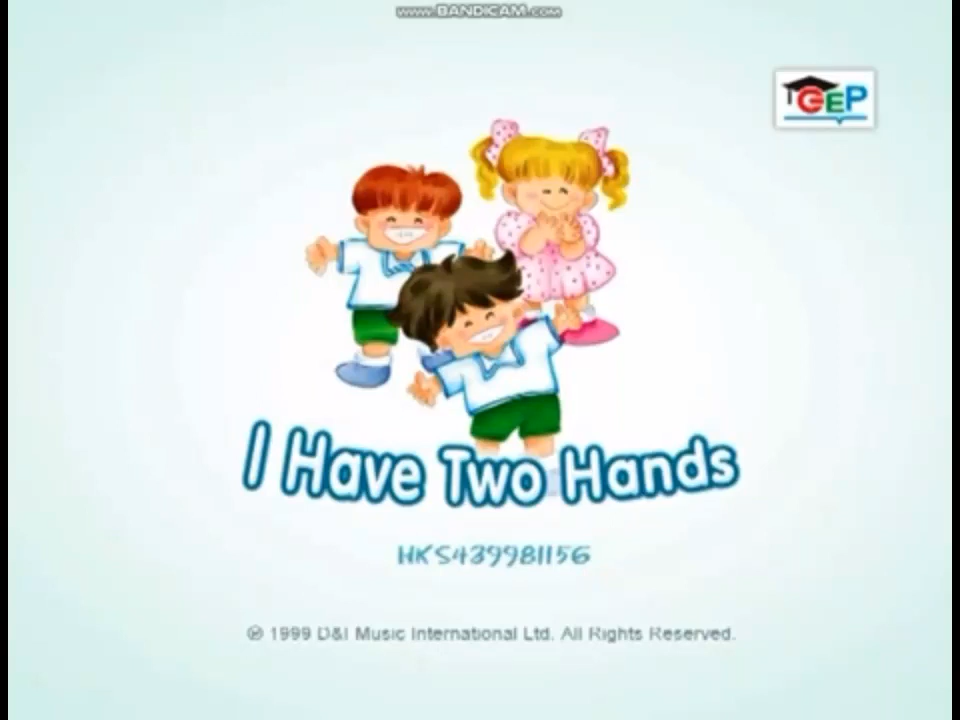 www.BANDICAM.com
GEP
I Have Two Hands
HKS439981156
℗ 1999 D&I Music International Ltd. All Rights Reserved.